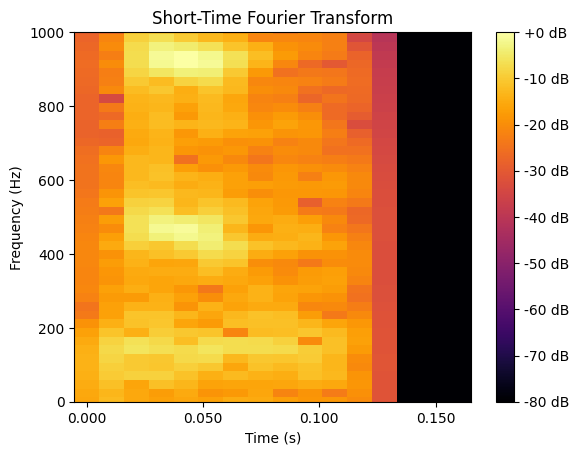 Short-Time Fourier Transform
1000
800
600
400
200
0
Frequency (Hz)
0.000
0.050
0.100
0.150
Time (s)
+0 dB
-10 dB
-20 dB
-30 dB
-40 dB
-50 dB
-60 dB
-70 dB
-80 dB